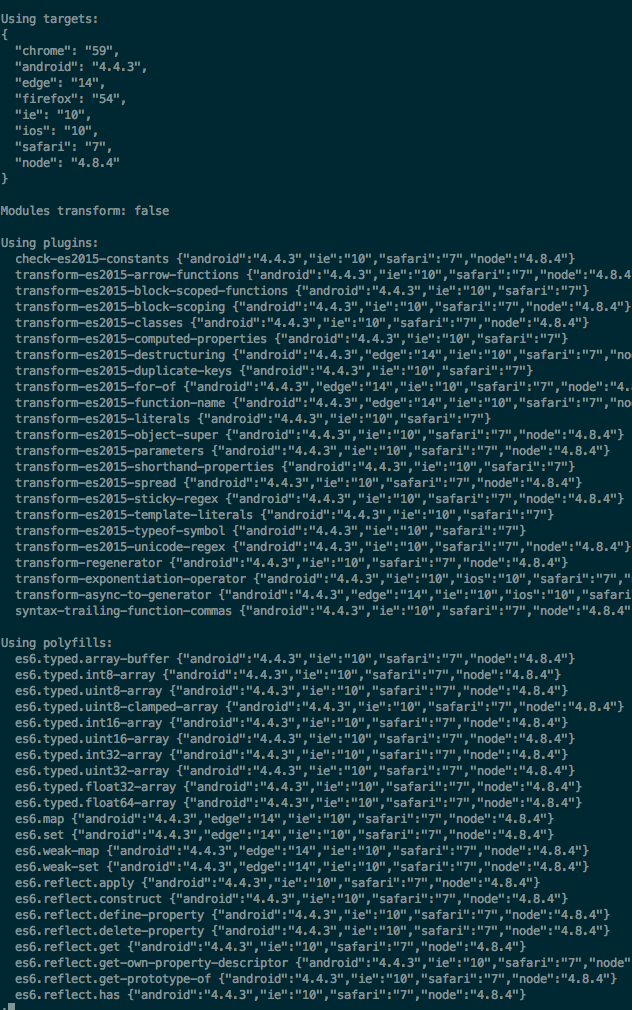 Using targets:
{
  "chrome": "59",
  "android": "4.4.3",
  "edge": "14",
  "firefox": "54",
  "ie": "10",
  "ios": "10",
  "safari": "7",
  "node": "4.8.4"
}
Modules transform: false
Using plugins:
  check-es2015-constants {"android":"4.4.3","ie":"10","safari":"7","node":"4.8.4"}
  transform-es2015-arrow-functions {"android":"4.4.3","ie":"10","safari":"7","node":"4.8.4
  transform-es2015-block-scoped-functions {"android":"4.4.3","ie":"10","safari":"7"}
  transform-es2015-block-scoping {"android":"4.4.3","ie":"10","safari":"7","node":"4.8.4"}
  transform-es2015-classes {"android":"4.4.3","ie":"10","safari":"7","node":"4.8.4"}
  transform-es2015-computed-properties {"android":"4.4.3","ie":"10","safari":"7"}
  transform-es2015-destructuring {"android":"4.4.3","edge":"14","ie":"10","safari":"7","no
  transform-es2015-duplicate-keys {"android":"4.4.3","ie":"10","safari":"7"}
  transform-es2015-for-of {"android":"4.4.3","edge":"14","ie":"10","safari":"7","node":"4.
  transform-es2015-function-name {"android":"4.4.3","edge":"14","ie":"10","safari":"7","no
  transform-es2015-literals {"android":"4.4.3","ie":"10","safari":"7"}
  transform-es2015-object-super {"android":"4.4.3","ie":"10","safari":"7","node":"4.8.4"}
  transform-es2015-parameters {"android":"4.4.3","ie":"10","safari":"7","node":"4.8.4"}
  transform-es2015-shorthand-properties {"android":"4.4.3","ie":"10","safari":"7"}
  transform-es2015-spread {"android":"4.4.3","ie":"10","safari":"7","node":"4.8.4"}
  transform-es2015-sticky-regex {"android":"4.4.3","ie":"10","safari":"7","node":"4.8.4"}
  transform-es2015-template-literals {"android":"4.4.3","ie":"10","safari":"7"}
  transform-es2015-typeof-symbol {"android":"4.4.3","ie":"10","safari":"7"}
  transform-es2015-unicode-regex {"android":"4.4.3","ie":"10","safari":"7","node":"4.8.4"}
  transform-regenerator {"android":"4.4.3","ie":"10","safari":"7","node":"4.8.4"}
  transform-exponentiation-operator {"android":"4.4.3","ie":"10","ios":"10","safari":"7",
  transform-async-to-generator {"android":"4.4.3","edge":"14","ie":"10","ios":"10","safari
  syntax-trailing-function-commas {"android":"4.4.3","ie":"10","safari":"7","node":"4.8.4"
Using polyfills:
  es6.typed.array-buffer {"android":"4.4.3","ie":"10","safari":"7","node":"4.8.4"}
  es6.typed.int8-array {"android":"4.4.3","ie":"10","safari":"7","node":"4.8.4"}
  es6.typed.uint8-array {"android":"4.4.3","ie":"10","safari":"7","node":"4.8.4"}
  es6.typed.uint8-clamped-array {"android":"4.4.3","ie":"10","safari":"7","node":"4.8.4"}
  es6.typed.int16-array {"android":"4.4.3","ie":"10","safari":"7","node":"4.8.4"}
  es6.typed.uint16-array {"android":"4.4.3","ie":"10","safari":"7","node":"4.8.4"}
  es6.typed.int32-array {"android":"4.4.3","ie":"10","safari":"7","node":"4.8.4"}
  es6.typed.uint32-array {"android":"4.4.3","ie":"10","safari":"7","node":"4.8.4"}
  es6.typed.float32-array {"android":"4.4.3","ie":"10","safari":"7","node":"4.8.4"}
  es6.typed.float64-array {"android":"4.4.3","ie":"10","safari":"7","node":"4.8.4"}
  es6.map {"android":"4.4.3","edge":"14","ie":"10","safari":"7","node":"4.8.4"}
  es6.set {"android":"4.4.3","edge":"14","ie":"10","safari":"7","node":"4.8.4"}
  es6.weak-map {"android":"4.4.3","edge":"14","ie":"10","safari":"7","node":"4.8.4"}
  es6.weak-set {"android":"4.4.3","edge":"14","ie":"10","safari":"7","node":"4.8.4"}
  es6.reflect.apply {"android":"4.4.3","ie":"10","safari":"7","node":"4.8.4"}
  es6.reflect.construct {"android":"4.4.3","ie":"10","safari":"7","node":"4.8.4"}
  es6.reflect.define-property {"android":"4.4.3","ie":"10","safari":"7","node":"4.8.4"}
  es6.reflect.delete-property {"android":"4.4.3","ie":"10","safari":"7","node":"4.8.4"}
  es6.reflect.get {"android":"4.4.3","ie":"10","safari":"7","node":"4.8.4"}
  es6.reflect.get-own-property-descriptor {"android":"4.4.3","ie":"10","safari":"7","node"
  es6.reflect.get-prototype-of {"android":"4.4.3","ie":"10","safari":"7","node":"4.8.4"}
  es6.reflect.has {"android":"4.4.3","ie":"10","safari":"7","node":"4.8.4"}
: